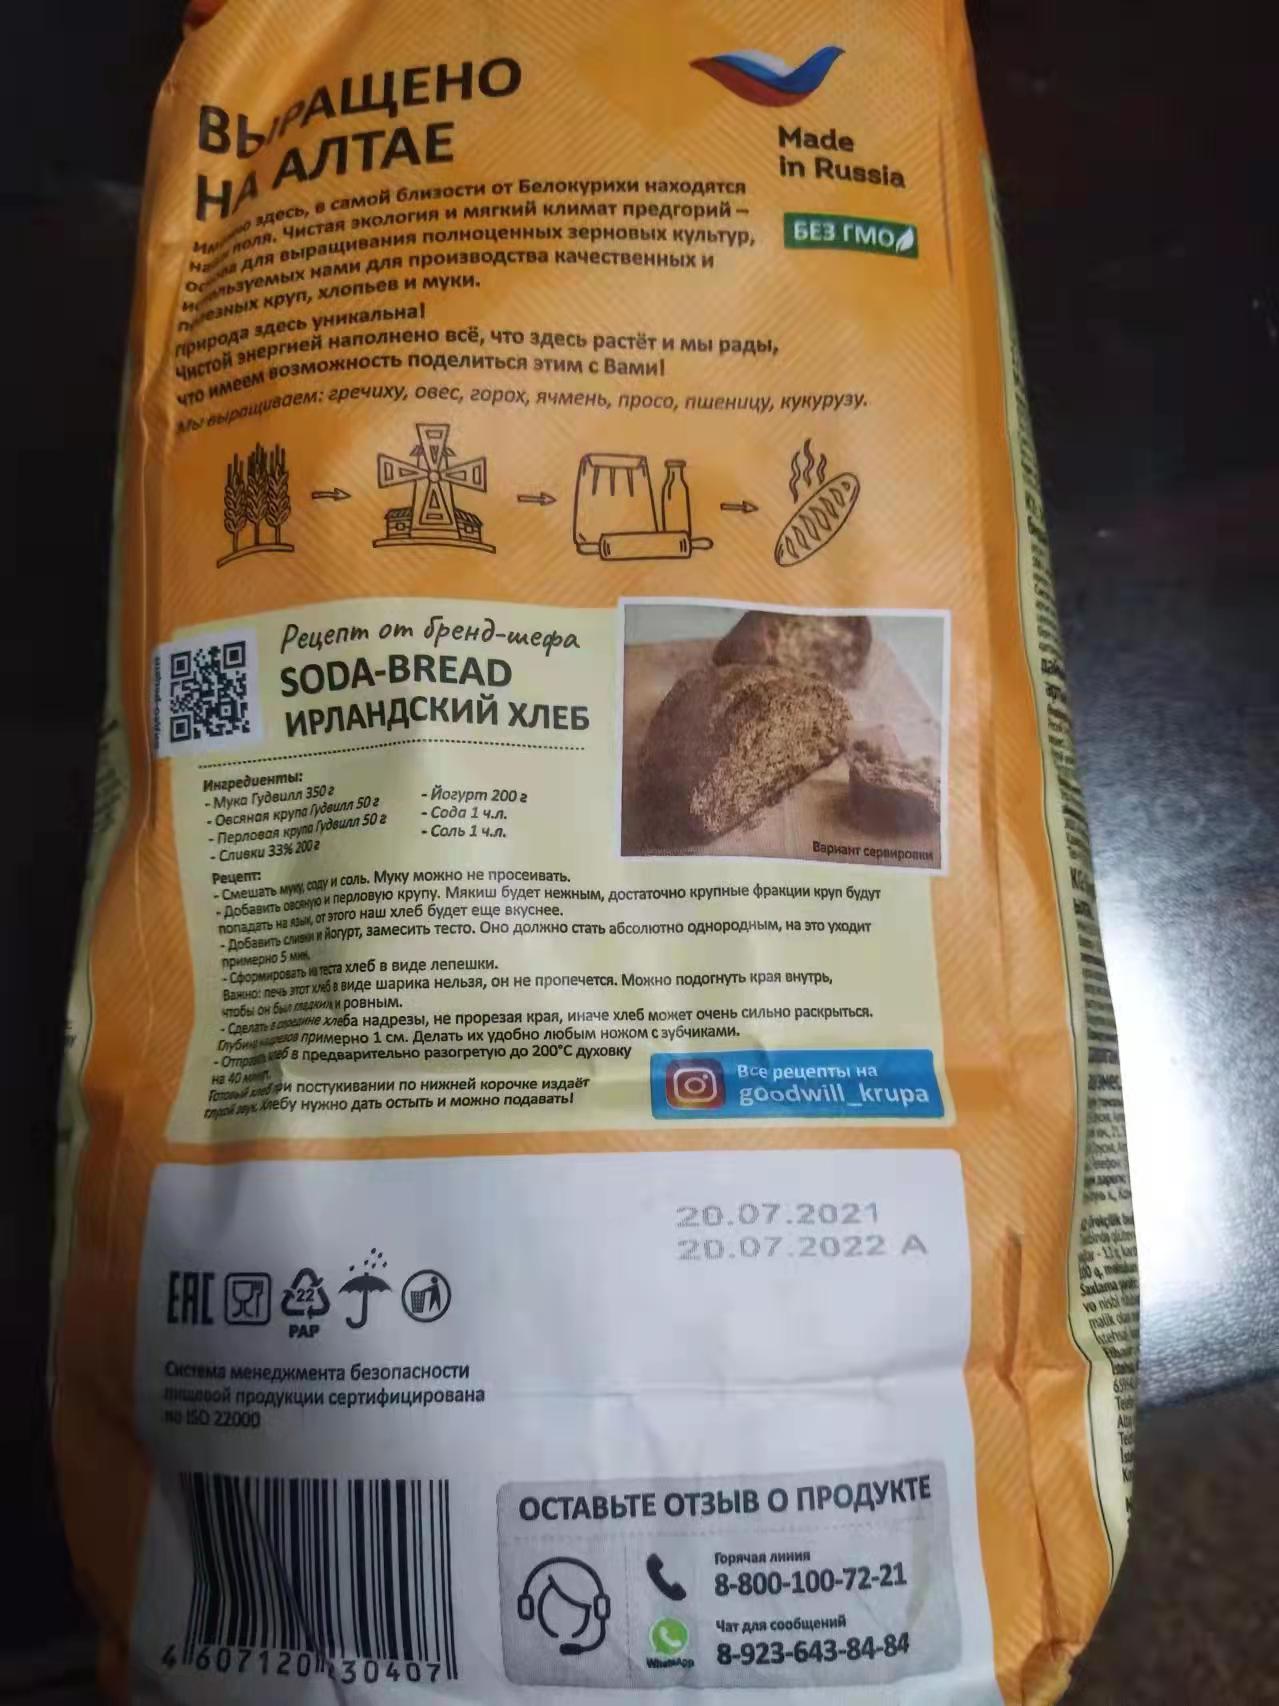 ВЫРАЩЕНО
НА АЛТАЕ
Made
in Russia
БЕЗ ГМО
здесь, в самой близости от Белокурихи находятся
поля. Чистая экология и мягкий климат предгорий –
для выращивания полноценных зерновых культур,
используемых нами для производства качественных и
полезных круп, хлопьев и муки.
Природа здесь уникальна!
Чистой энергией наполнено всё, что здесь растёт и мы рады,
что имеем возможность поделиться этим с Вами!
Мы выращиваем: гречиху, овес, горох, ячмень, просо, пшеницу, кукурузу.
Рецепт от бренд-шефа
SODA-BREAD
ИРЛАНДСКИЙ ХЛЕБ
Ингредиенты:
- Мука Гудвилл 350 г
- Овсяная крупа Гудвилл 50 г
- Перловая крупа Гудвилл 50 г
- Сливки 33% 200 г
- Йогурт 200 г
- Сода 1 ч.л.
- Соль 1 ч.л.
Вариант сервировки
Рецепт:
- Смешать муку, соду и соль. Муку можно не просеивать.
- Добавить овсяную и перловую крупу. Мякиш будет нежным, достаточно крупные фракции круп будут
попадать на язык, от этого наш хлеб будет еще вкуснее.
- Добавить сливки и йогурт, замесить тесто. Оно должно стать абсолютно однородным, на это уходит
примерно 5 мин.
- Сформировать из теста хлеб в виде лепешки.
Важно: печь этот хлеб в виде шарика нельзя, он не пропечется. Можно подогнуть края внутрь,
чтобы он был гладким и ровным.
- Сделать в середине хлеба надрезы, не прорезая края, иначе хлеб может очень сильно раскрыться.
Глубина надрезов примерно 1 см. Делать их удобно любым ножом с зубчиками.
- Отправить хлеб в предварительно разогретую до 200°C духовку
на 40 минут.
Готовый хлеб при постукивании по нижней корочке издаёт
глухой звук. Хлебу нужно дать остыть и можно подавать!
Все рецепты на
goodwill_krupa
20.07.2021
20.07.2022 А
EAC
22
PAP
Система менеджмента безопасности
пищевой продукции сертифицирована
по ISO 22000
4 607120 30407
ОСТАВЬТЕ ОТЗЫВ О ПРОДУКТЕ
Горячая линия
8-800-100-72-21
Чат для сообщений
WhatsApp
8-923-643-84-84